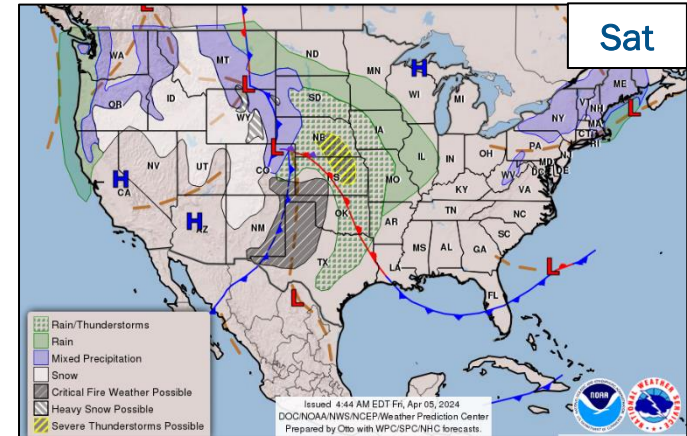 Sat
L
WA
MT
ND
MN
H
OR
ID
L
SD
WI
MI
ME
WY
VT
NH
NY
L
NE
IA
MA
CT
RI
L
NV
UT
CO
IL
IN
OH
PA
H
CA
KS
MO
WV
MD
DE
DC
VA
KY
H
AZ
NM
OK
AR
TN
NC
SC
MS
AL
GA
TX
LA
L
L
FL
Rain/Thunderstorms
Rain
Mixed Precipitation
Snow
Critical Fire Weather Possible
Heavy Snow Possible
Severe Thunderstorms Possible
Issued 4:44 AM EDT Fri, Apr 05, 2024
DOC/NOAA/NWS/NCEP/Weather Prediction Center
Prepared by Otto with WPC/SPC/NHC forecasts.
NOAA